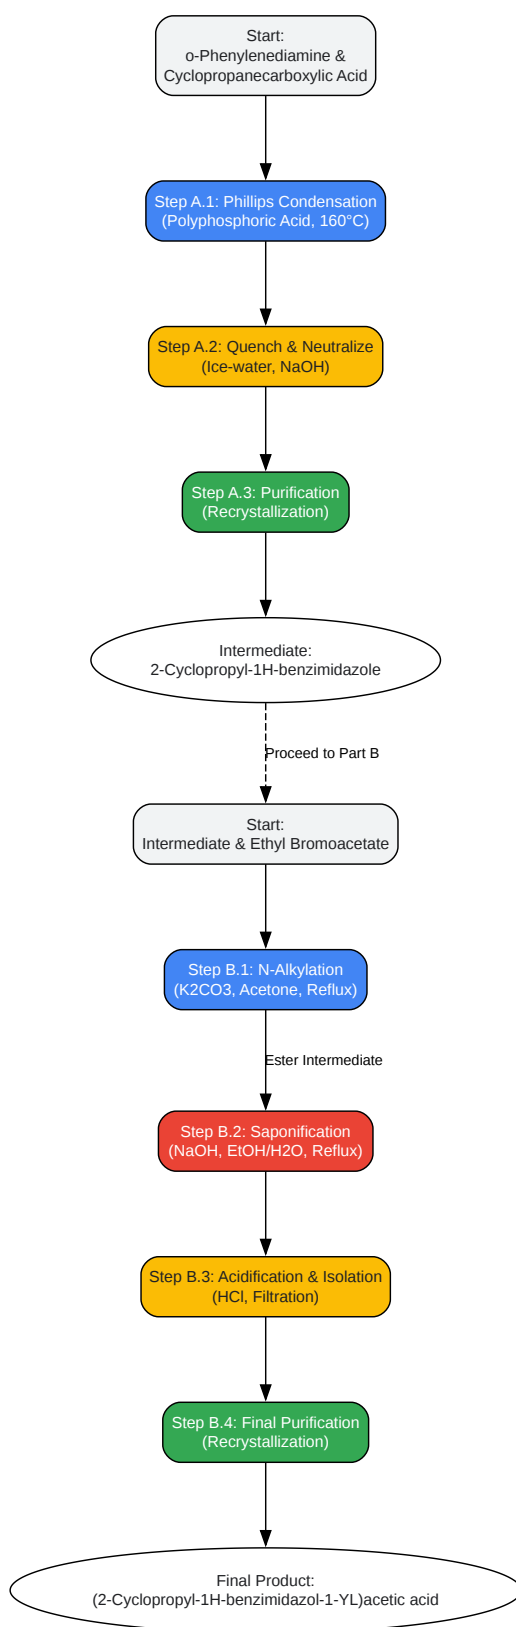 Start:
o-Phenylenediamine &
Cyclopropanecarboxylic Acid
Step A.1: Phillips Condensation
(Polyphosphoric Acid, 160°C)
Step A.2: Quench & Neutralize
(Ice-water, NaOH)
Step A.3: Purification
(Recrystallization)
Intermediate:
2-Cyclopropyl-1H-benzimidazole
Proceed to Part B
Start:
Intermediate & Ethyl Bromoacetate
Step B.1: N-Alkylation
(K2CO3, Acetone, Reflux)
Ester Intermediate
Step B.2: Saponification
(NaOH, EtOH/H2O, Reflux)
Step B.3: Acidification & Isolation
(HCl, Filtration)
Step B.4: Final Purification
(Recrystallization)
Final Product:
(2-Cyclopropyl-1H-benzimidazol-1-YL)acetic acid